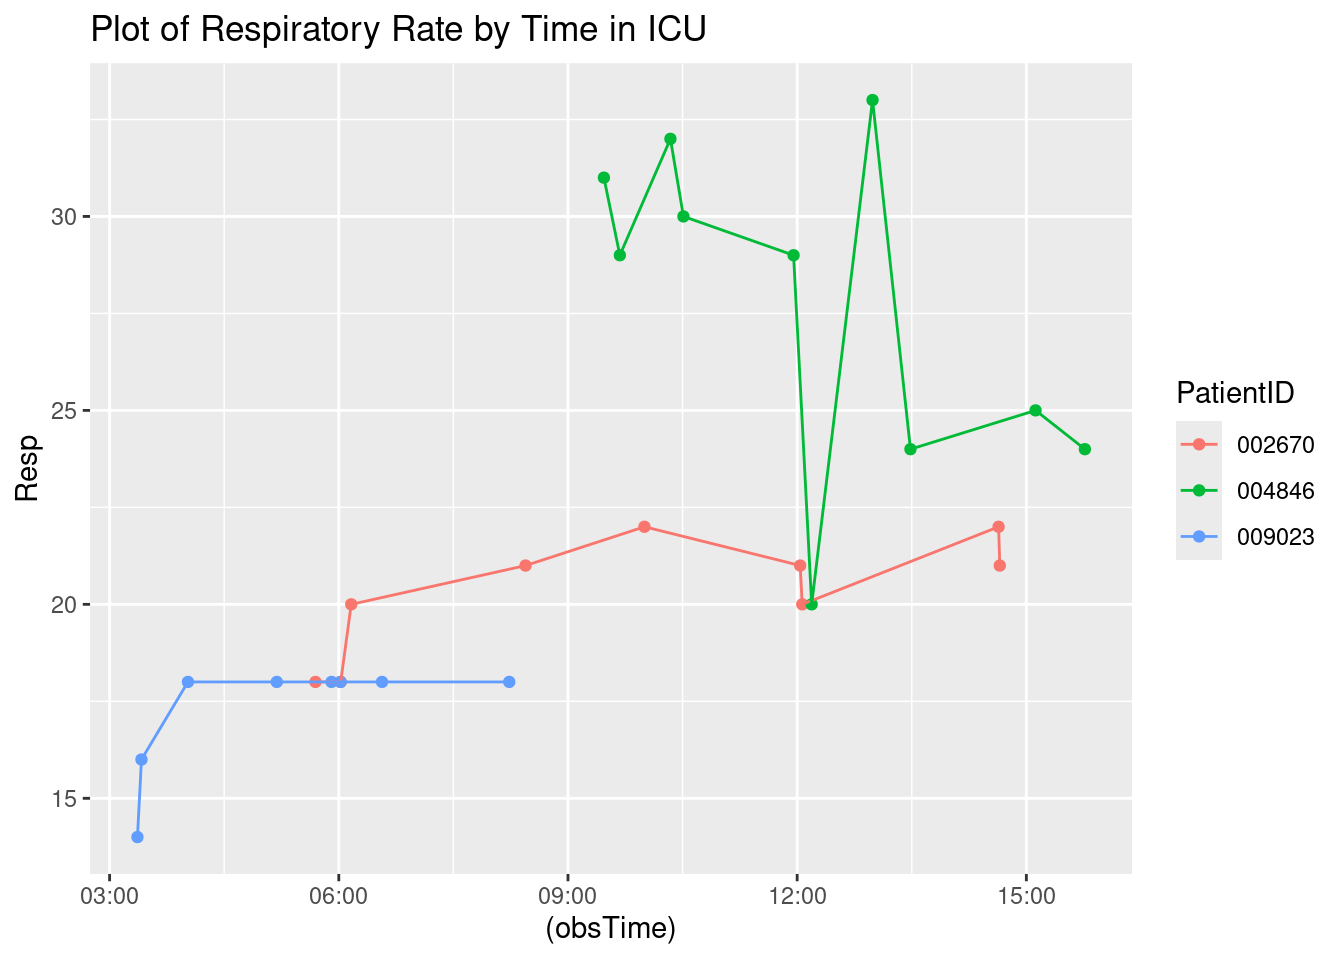 Plot of Respiratory Rate by Time in ICU
30
25
20
15
Resp
03:00 06:00 09:00 12:00 15:00
(obsTime)
PatientID
002670
004846
009023